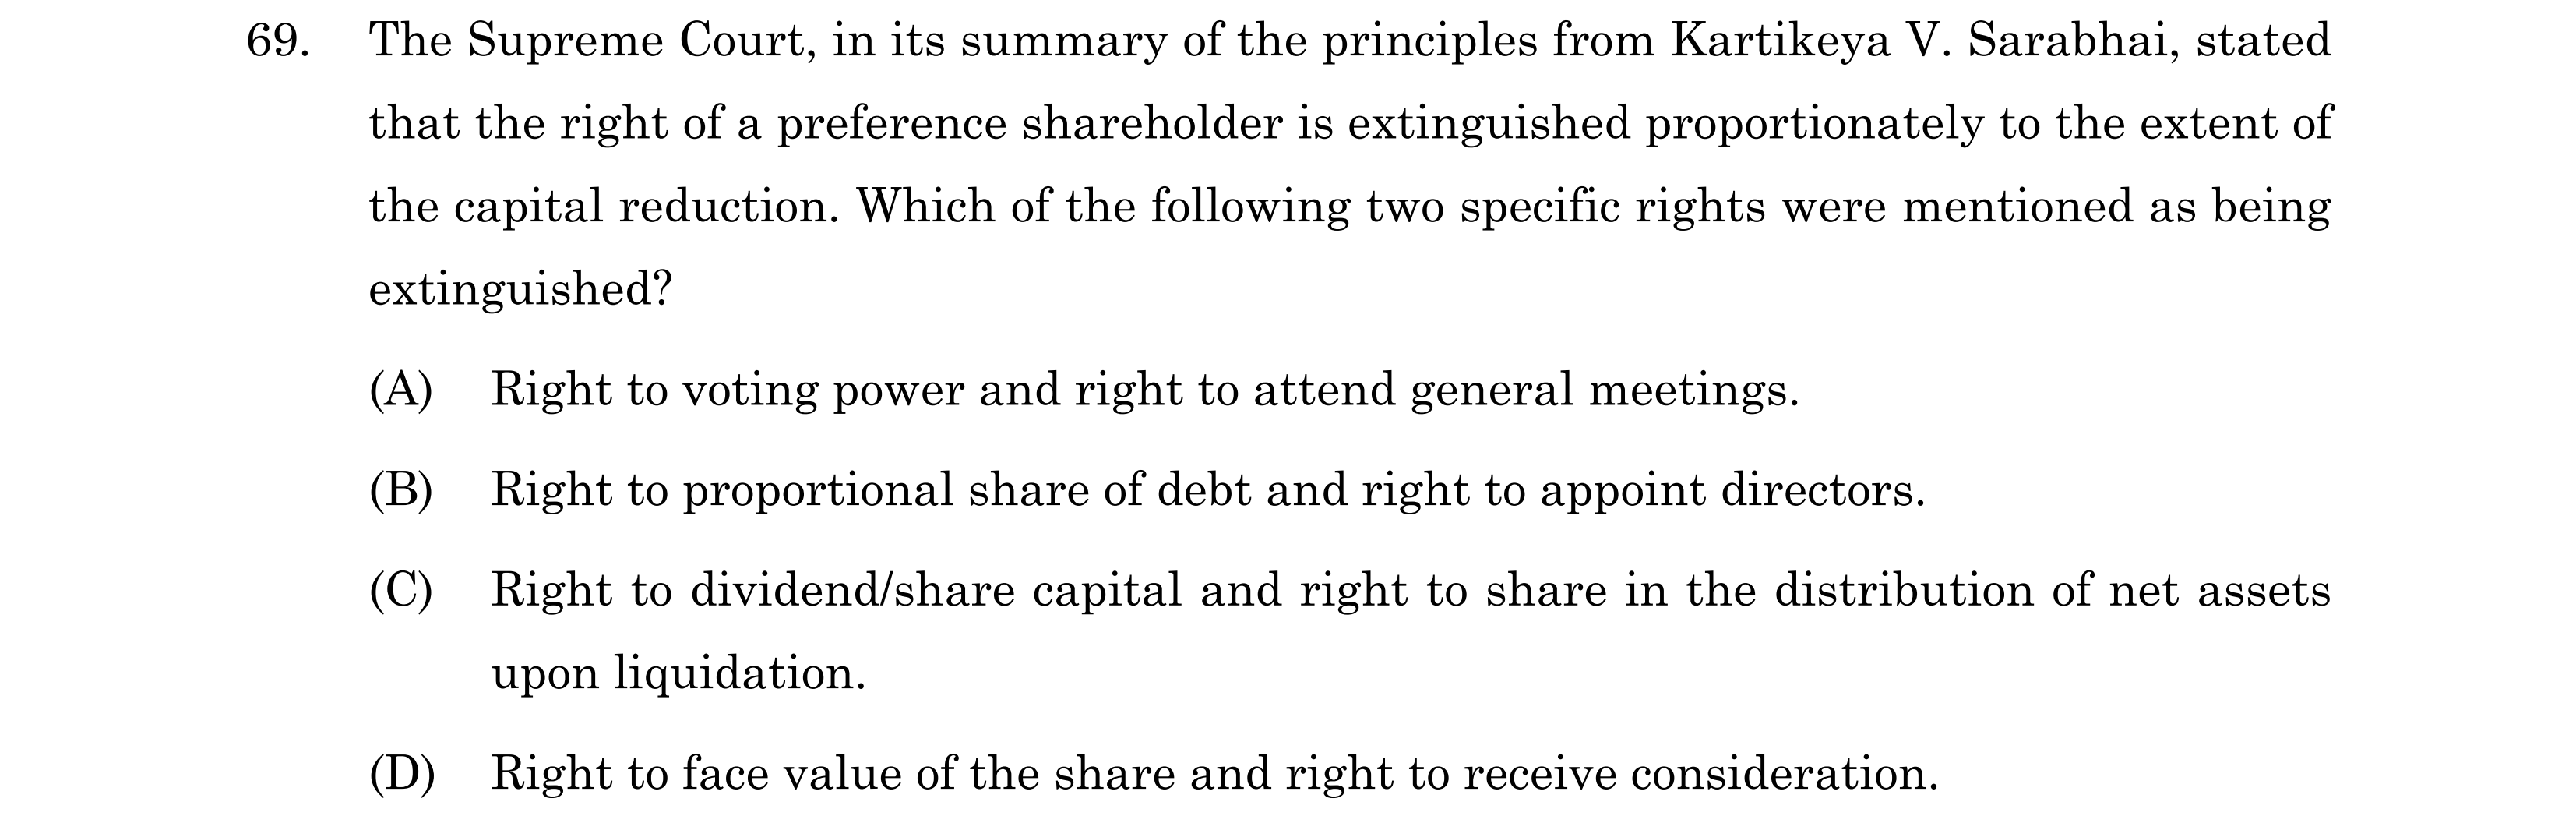 69. The Supreme Court, in its summary of the principles from Kartikeya V. Sarabhai, stated
that the right of a preference shareholder is extinguished proportionately to the extent of
the capital reduction. Which of the following two specific rights were mentioned as being
extinguished?
(A) Right to voting power and right to attend general meetings.
(B) Right to proportional share of debt and right to appoint directors.
(C) Right to dividend/share capital and right to share in the distribution of net assets
upon liquidation.
(D) Right to face value of the share and right to receive consideration.